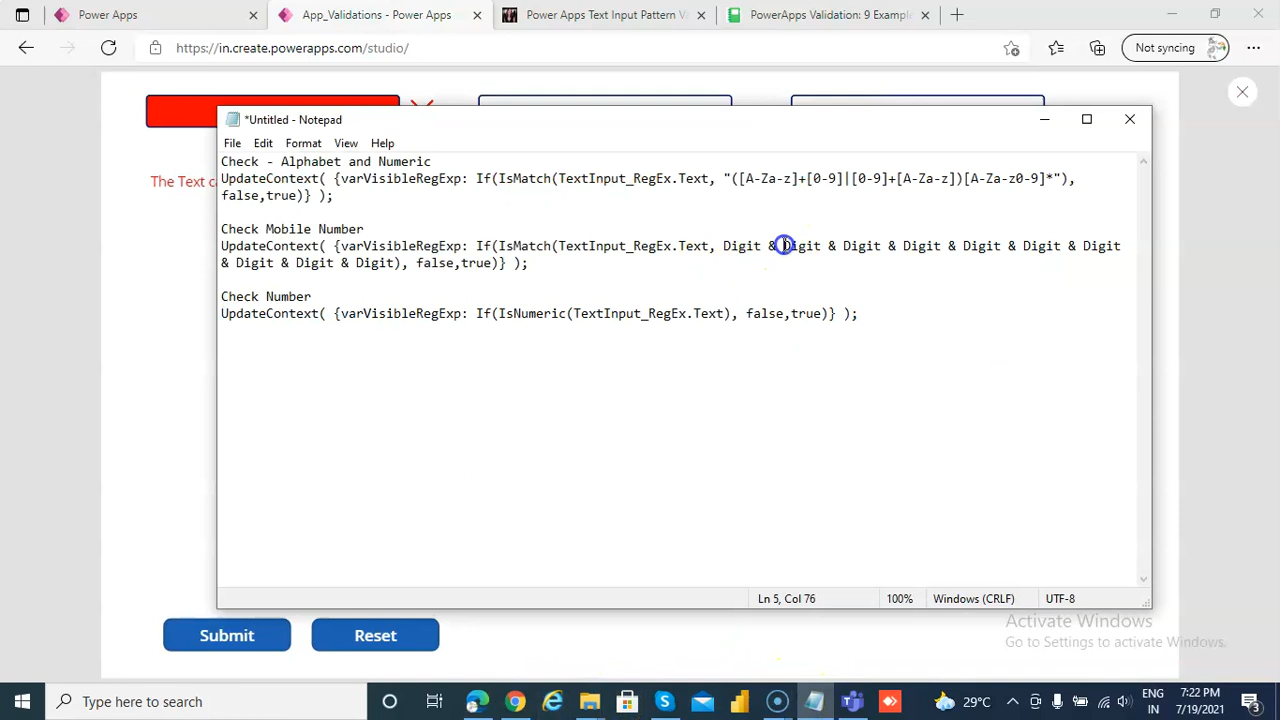 Power Apps
App_Validations - Power Apps
Power Apps Text Input Pattern V
PowerApps Validation: 9 Example
https://in.create.powerapps.com/studio/
Not syncing
*Untitled - Notepad
File Edit Format View Help
Check - Alphabet and Numeric
UpdateContext( {varVisibleRegExp: If(IsMatch(TextInput_RegEx.Text, "([A-Za-z]+[0-9]|[0-9]+[A-Za-z])[A-Za-z0-9]*"),
false,true)} );
The Text c
Check Mobile Number
UpdateContext( {varVisibleRegExp: If(IsMatch(TextInput_RegEx.Text, Digit & Digit & Digit & Digit & Digit & Digit & Digit
& Digit & Digit & Digit), false,true)} );
Check Number
UpdateContext( {varVisibleRegExp: If(IsNumeric(TextInput_RegEx.Text), false,true)} );
Ln 5, Col 76
100%
Windows (CRLF)
UTF-8
Activate Windows
Go to Settings to activate Windows.
Submit
Reset
Type here to search
29°C
ENG
IN
7:22 PM
7/19/2021
3